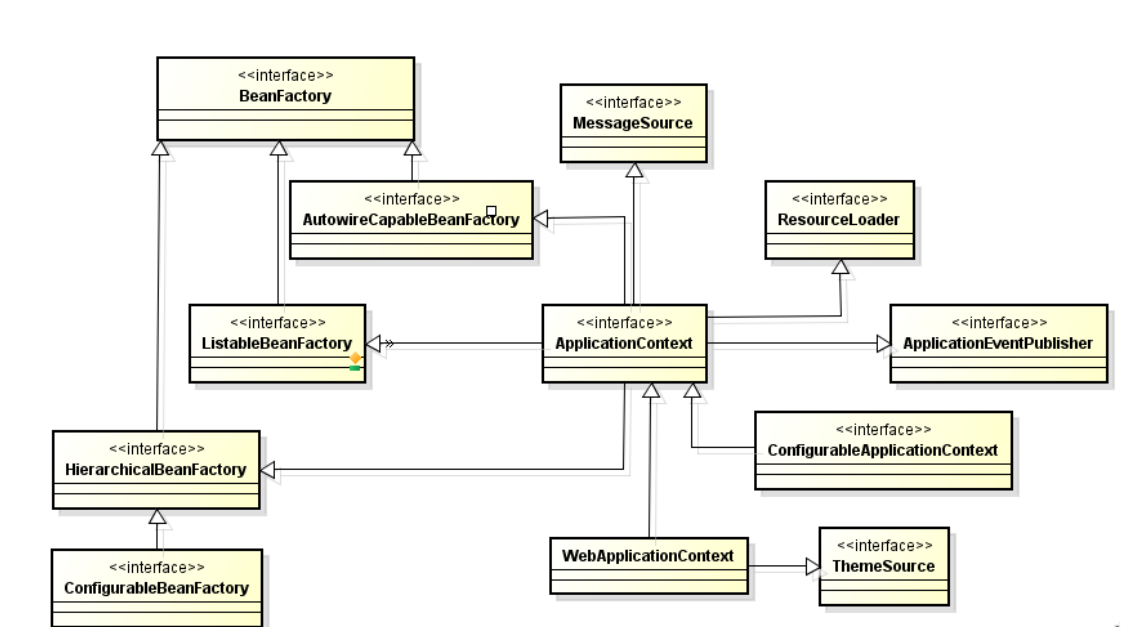 <<interface>>
BeanFactory
<<interface>>
MessageSource
<<interface>>
AutowireCapableBeanFactory
<<interface>>
ResourceLoader
<<interface>>
ListableBeanFactory
<<interface>>
ApplicationContext
<<interface>>
ApplicationEventPublisher
<<interface>>
HierarchicalBeanFactory
<<interface>>
ConfigurableApplicationContext
<<interface>>
ConfigurableBeanFactory
WebApplicationContext
<<interface>>
ThemeSource